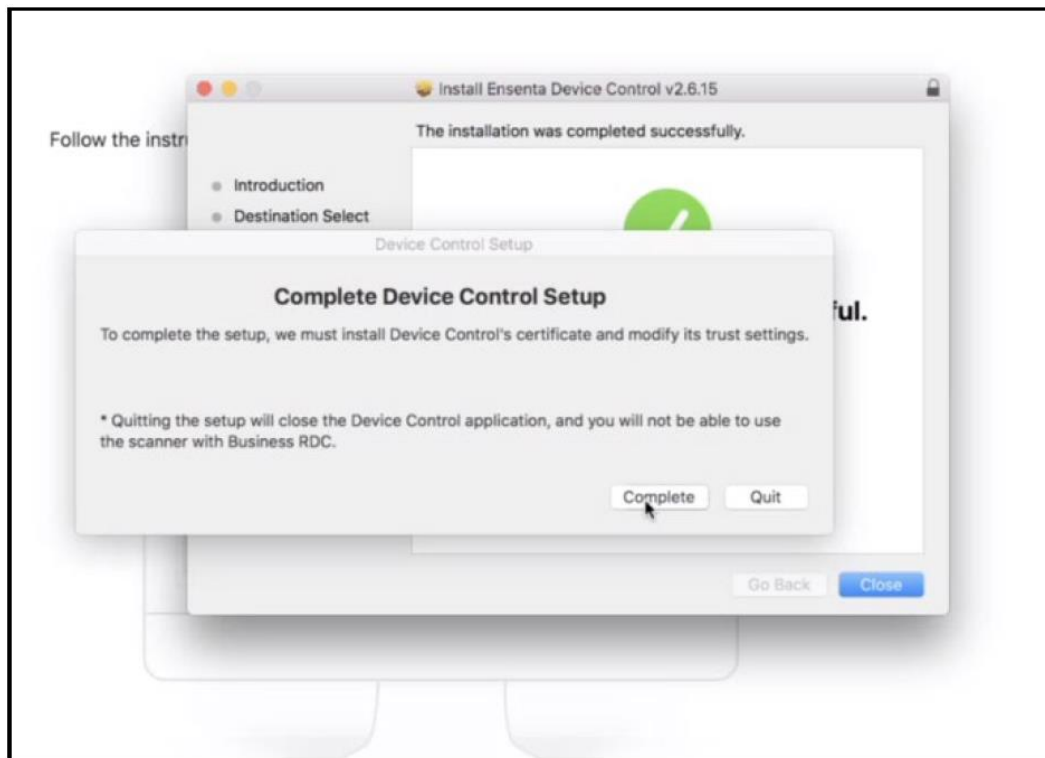 Install Ensenta Device Control v2.6.15
Follow the instr
The installation was completed successfully.
Introduction
Destination Select
Device Control Setup
Complete Device Control Setup
ful.
To complete the setup, we must install Device Control's certificate and modify its trust settings.
* Quitting the setup will close the Device Control application, and you will not be able to use
the scanner with Business RDC.
Complete
Quit
Go Back
Close